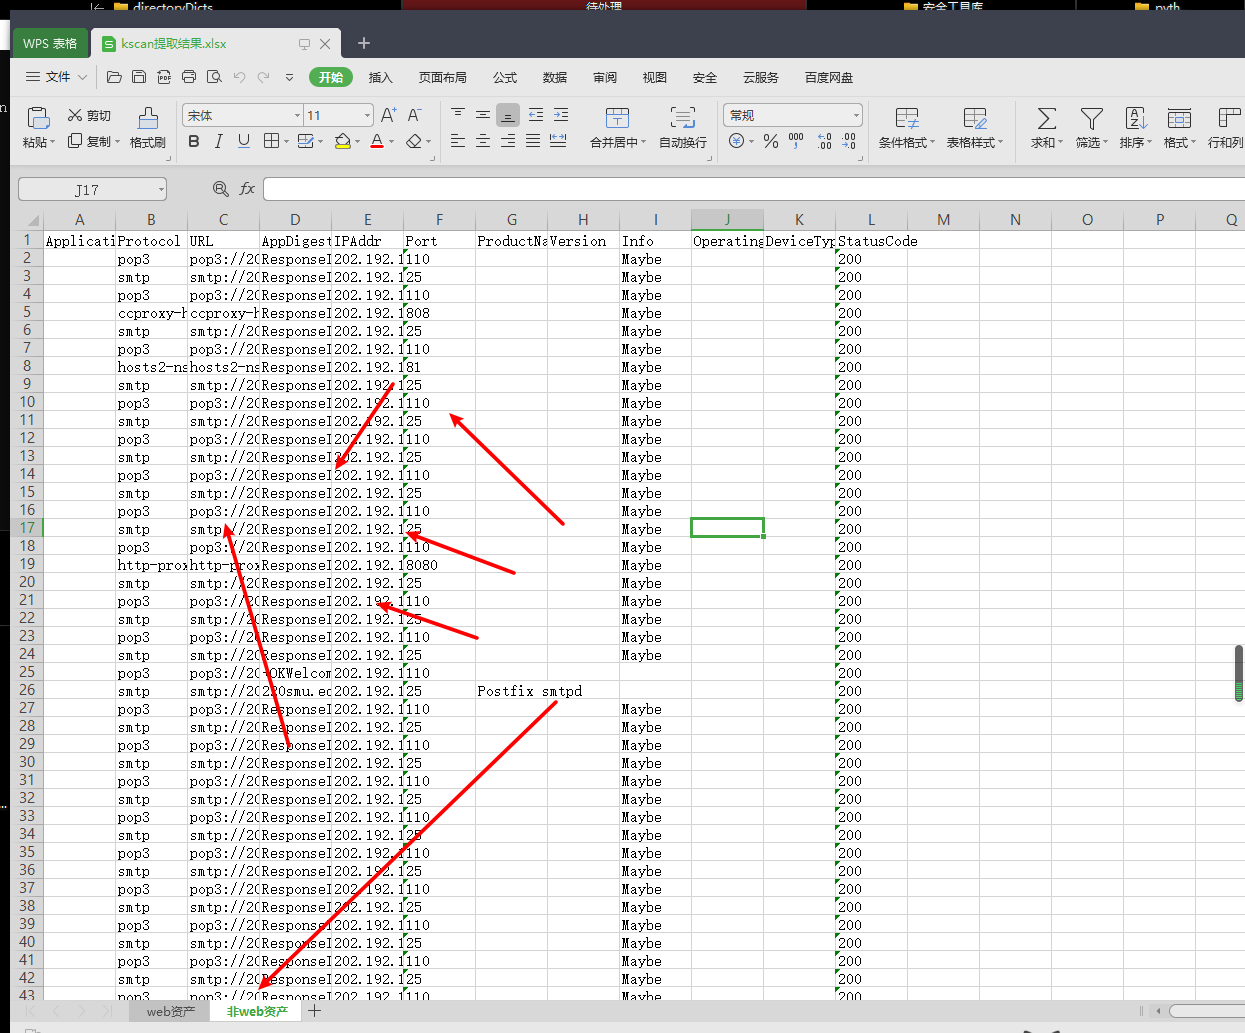 directoryDicts 待处理 安全工具库 pyth
WPS 表格 kscan提取结果.xlsx
文件 开始 插入 页面布局 公式 数据 审阅 视图 安全 云服务 百度网盘
剪切 宋体 11 常规
粘贴 复制 格式刷 B I U A 合并居中 自动换行 % 条件格式 表格样式 求和 筛选 排序 格式 行和列
J17 fx
A B C D E F G H I J K L M N O P Q
1 Applicati Protocol URL AppDigest IPAddr Port ProductNa Version Info Operating DeviceTyp StatusCode
2 pop3 pop3://20 ResponseI 202.192.1 110 Maybe 200
3 smtp smtp://20 ResponseI 202.192.1 25 Maybe 200
4 pop3 pop3://20 ResponseI 202.192.1 110 Maybe 200
5 ccproxy-h ccproxy-h ResponseI 202.192.1 808 Maybe 200
6 smtp smtp://20 ResponseI 202.192.1 25 Maybe 200
7 pop3 pop3://20 ResponseI 202.192.1 110 Maybe 200
8 hosts2-ns hosts2-ns ResponseI 202.192.1 81 Maybe 200
9 smtp smtp://20 ResponseI 202.192.1 25 Maybe 200
10 pop3 pop3://20 ResponseI 202.192.1 110 Maybe 200
11 smtp smtp://20 ResponseI 202.192.1 25 Maybe 200
12 pop3 pop3://20 ResponseI 202.192.1 110 Maybe 200
13 smtp smtp://20 ResponseI 202.192.1 25 Maybe 200
14 pop3 pop3://20 ResponseI 202.192.1 110 Maybe 200
15 smtp smtp://20 ResponseI 202.192.1 25 Maybe 200
16 pop3 pop3://20 ResponseI 202.192.1 110 Maybe 200
17 smtp smtp://20 ResponseI 202.192.1 25 Maybe 200
18 pop3 pop3://20 ResponseI 202.192.1 110 Maybe 200
19 http-prox http-prox ResponseI 202.192.1 8080 Maybe 200
20 smtp smtp://20 ResponseI 202.192.1 25 Maybe 200
21 pop3 pop3://20 ResponseI 202.192.1 110 Maybe 200
22 smtp smtp://20 ResponseI 202.192.1 25 Maybe 200
23 pop3 pop3://20 ResponseI 202.192.1 110 Maybe 200
24 smtp smtp://20 ResponseI 202.192.1 25 Maybe 200
25 pop3 pop3://20 +OKWelcom 202.192.1 110 200
26 smtp smtp://20 220smu.ed 202.192.1 25 Postfix smtpd 200
27 pop3 pop3://20 ResponseI 202.192.1 110 Maybe 200
28 smtp smtp://20 ResponseI 202.192.1 25 Maybe 200
29 pop3 pop3://20 ResponseI 202.192.1 110 Maybe 200
30 smtp smtp://20 ResponseI 202.192.1 25 Maybe 200
31 pop3 pop3://20 ResponseI 202.192.1 110 Maybe 200
32 smtp smtp://20 ResponseI 202.192.1 25 Maybe 200
33 pop3 pop3://20 ResponseI 202.192.1 110 Maybe 200
34 smtp smtp://20 ResponseI 202.192.1 25 Maybe 200
35 pop3 pop3://20 ResponseI 202.192.1 110 Maybe 200
36 smtp smtp://20 ResponseI 202.192.1 25 Maybe 200
37 pop3 pop3://20 ResponseI 202.192.1 110 Maybe 200
38 smtp smtp://20 ResponseI 202.192.1 25 Maybe 200
39 pop3 pop3://20 ResponseI 202.192.1 110 Maybe 200
40 smtp smtp://20 ResponseI 202.192.1 25 Maybe 200
41 pop3 pop3://20 ResponseI 202.192.1 110 Maybe 200
42 smtp smtp://20 ResponseI 202.192.1 25 Maybe 200
43 pop3 pop3://20 ResponseI 202.192.1 110 Maybe 200
web资产 非web资产